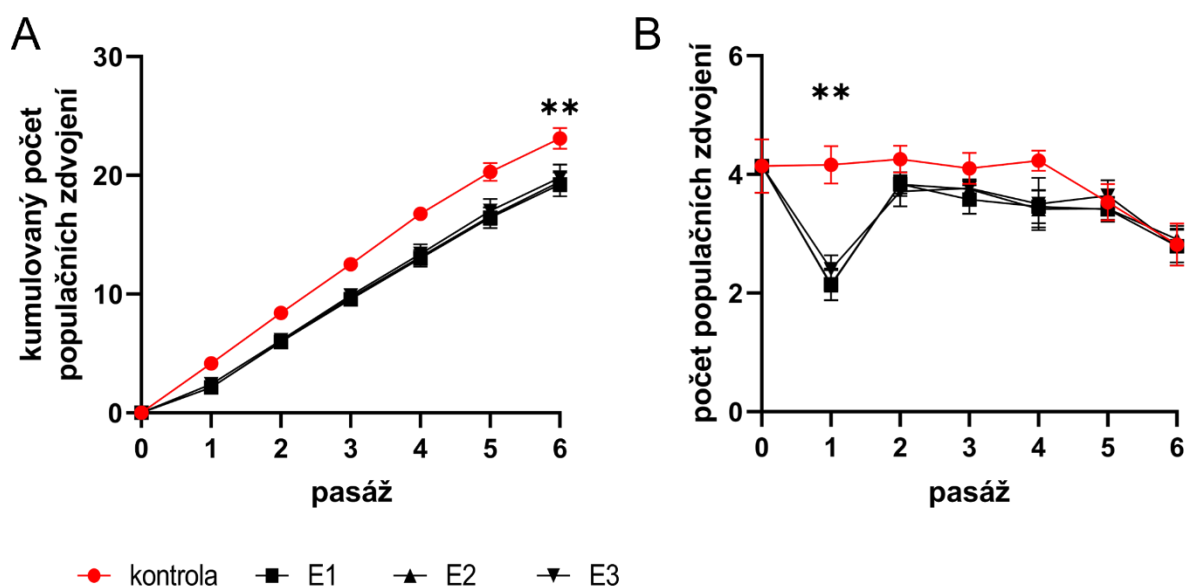 A
kumulovaný počet
populačních zdvojení
30
20
10
0
**
0 1 2 3 4 5 6
pasáž
B
počet populačních zdvojení
6
4
2
0
**
0 1 2 3 4 5 6
pasáž
kontrola E1 E2 E3